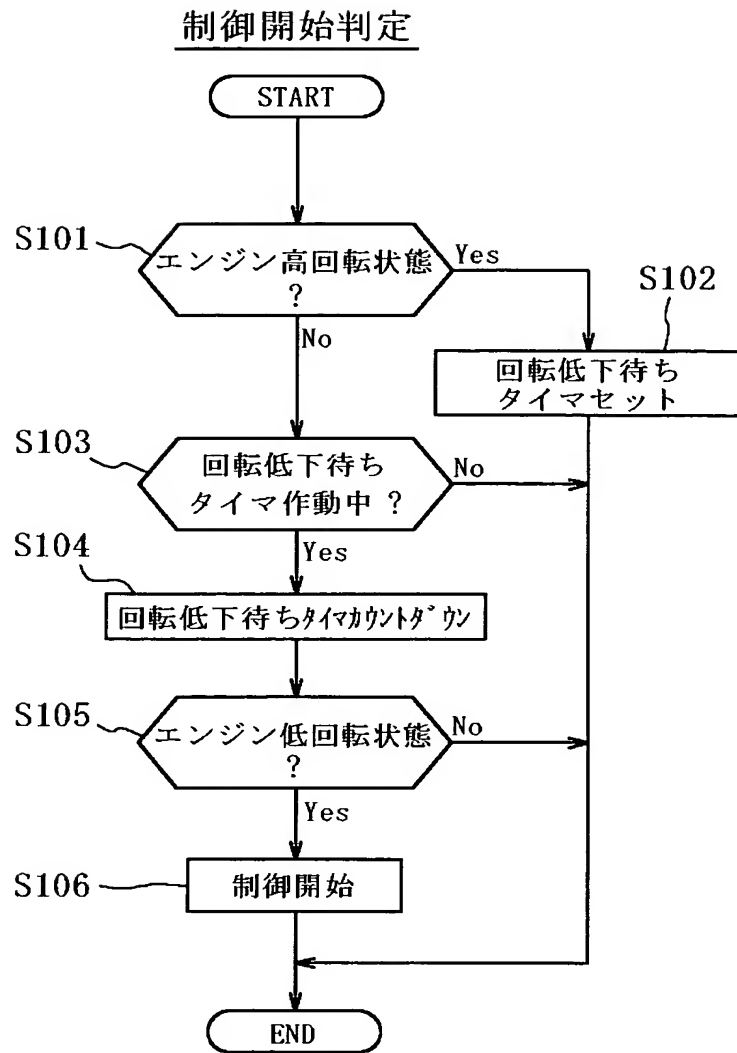 制御開始判定
START
S101
エンジン高回転状態
?
Yes
No
S102
回転低下待ち
タイマセット
S103
回転低下待ち
タイマ作動中?
No
Yes
S104
回転低下待ちﾀｲﾏｶｳﾝﾄﾀﾞｳﾝ
S105
エンジン低回転状態
?
No
Yes
S106
制御開始
END